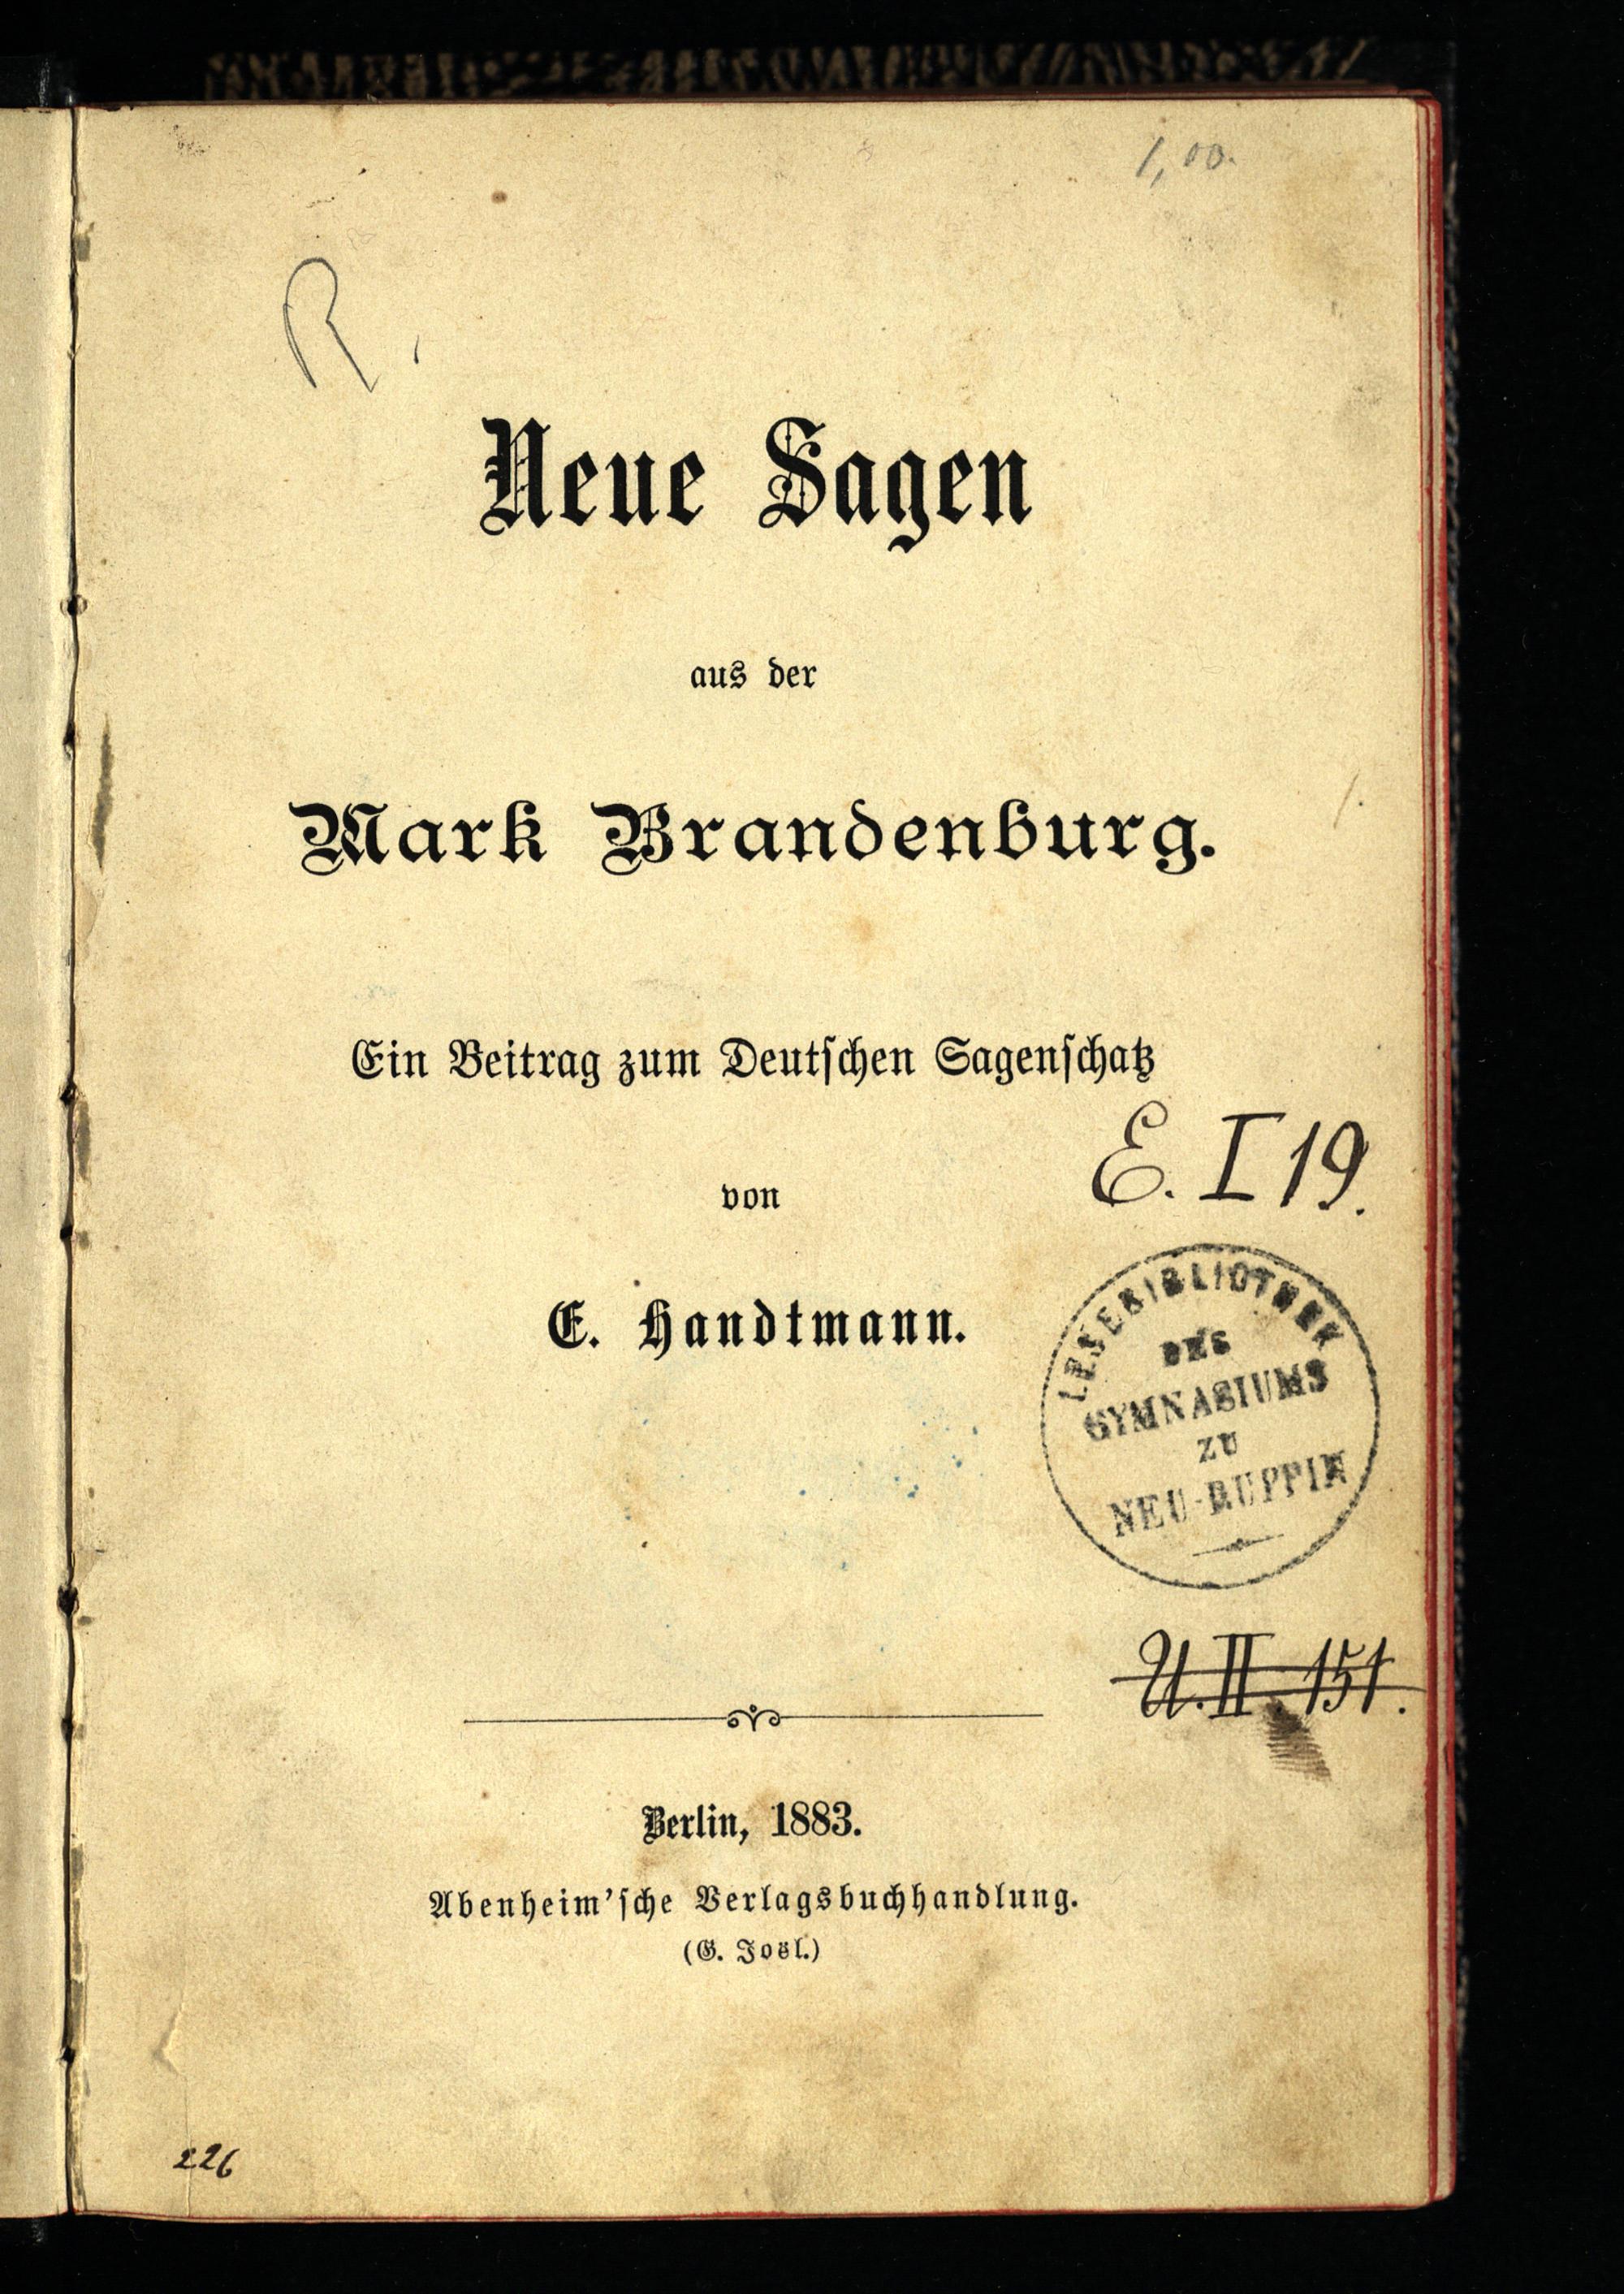 1,00.
R.
Neue Sagen
aus der
Mark Brandenburg.
Ein Beitrag zum Deutschen Sagenschatz
von
E. Handtmann.
E. I 19.
LESEBIBLIOTHEK
DES
GYMNASIUMS
ZU
NEU-RUPPIN
U. II 151.
Berlin, 1883.
Abenheim'sche Verlagsbuchhandlung.
(G. Joël.)
226